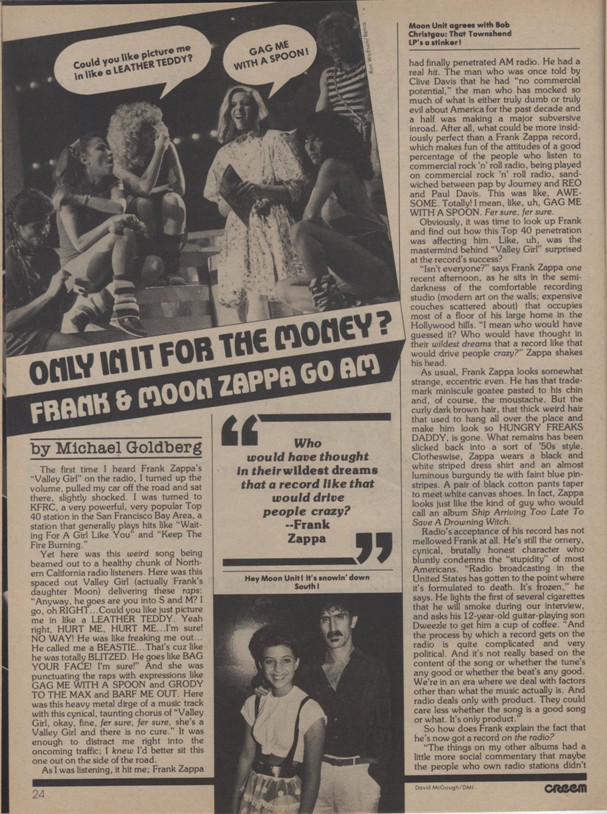 Could you like picture me
in like a LEATHER TEDDY?
GAG ME
WITH A SPOON!
ONLY IN IT FOR THE MONEY?
FRANK & MOON ZAPPA GO AM
by Michael Goldberg
The first time I heard Frank Zappa's
"Valley Girl" on the radio, I turned up the
volume, pulled my car off the road and sat
there, slightly shocked. I was turned to
KFRC, a very powerful, very popular Top
40 station in the San Francisco Bay Area, a
station that generally plays hits like "Wait-
ing For A Girl Like You" and "Keep The
Fire Burning."
Yet here was this weird song being
beamed out to a healthy chunk of North-
ern California radio listeners. Here was this
spaced out Valley Girl (actually Frank's
daughter Moon) delivering these raps:
"Anyway, he goes are you into S and M? I
go, oh RIGHT...Could you like just picture
me in like a LEATHER TEDDY. Yeah
right, HURT ME, HURT ME...I'm sure!
NO WAY! He was like freaking me out...
He called me a BEASTIE...That's cuz like
he was totally BLITZED. He goes like BAG
YOUR FACE! I'm sure!" And she was
punctuating the raps with expressions like
GAG ME WITH A SPOON and GRODY
TO THE MAX and BARF ME OUT. Here
was this heavy metal dirge of a music track
with this cynical, taunting chorus of "Valley
Girl, okay, fine, fer sure, fer sure, she's a
Valley Girl and there is no cure." It was
enough to distract me right into the
oncoming traffic; I knew I'd better sit this
one out on the side of the road.
As I was listening, it hit me; Frank Zappa
"Who
would have thought
in their wildest dreams
that a record like that
would drive
people crazy?
--Frank
Zappa"
Hey Moon Unit! It's snowin' down
South!
Moon Unit agrees with Bob
Christgau: That Townshend
LP's a stinker!
had finally penetrated AM radio. He had a
real hit. The man who was once told by
Clive Davis that he had "no commercial
potential," the man who has mocked so
much of what is either truly dumb or truly
evil about America for the past decade and
a half was making a major subversive
inroad. After all, what could be more insid-
iously perfect than a Frank Zappa record,
which makes fun of the attitudes of a good
percentage of the people who listen to
commercial rock 'n' roll radio, being played
on commercial rock 'n' roll radio, sand-
wiched between pap by Journey and REO
and Paul Davis. This was like, AWE-
SOME. Totally! I mean, like, uh, GAG ME
WITH A SPOON. Fer sure, fer sure.
Obviously, it was time to look up Frank
and find out how this Top 40 penetration
was affecting him. Like, uh, was the
mastermind behind "Valley Girl" surprised
at the record's success?
"Isn't everyone?" says Frank Zappa one
recent afternoon, as he sits in the semi-
darkness of the comfortable recording
studio (modern art on the walls; expensive
couches scattered about) that occupies
most of a floor of his large home in the
Hollywood hills. "I mean who would have
guessed it? Who would have thought in
their wildest dreams that a record like that
would drive people crazy?" Zappa shakes
his head.
As usual, Frank Zappa looks somewhat
strange, eccentric even. He has that trade-
mark miniscule goatee pasted to his chin
and, of course, the moustache. But the
curly dark brown hair, that thick weird hair
that used to hang all over the place and
make him look so HUNGRY FREAKS
DADDY, is gone. What remains has been
slicked back into a sort of '50s style.
Clotheswise, Zappa wears a black and
white striped dress shirt and an almost
luminous burgundy tie with faint blue pin-
stripes. A pair of black cotton pants taper
to meet white canvas shoes. In fact, Zappa
looks just like the kind of guy who would
call an album Ship Arriving Too Late To
Save A Drowning Witch.
Radio's acceptance of his record has not
mellowed Frank at all. He's still the ornery,
cynical, brutally honest character who
bluntly condemns the "stupidity" of most
Americans. "Radio broadcasting in the
United States has gotten to the point where
it's formulated to death. It's frozen," he
says. He lights the first of several cigarettes
that he will smoke during our interview,
and asks his 12-year-old guitar-playing son
Dweezle to get him a cup of coffee. "And
the process by which a record gets on the
radio is quite complicated and very
political. And it's not really based on the
content of the song or whether the tune's
any good or whether the beat's any good.
We're in an era where we deal with factors
other than what the music actually is. And
radio deals only with product. They could
care less whether the song is a good song
or what. It's only product."
So how does Frank explain the fact that
he's now got a record on the radio?
"The things on my other albums had a
little more social commentary that maybe
the people who own radio stations didn't
24
David McGough/DMI
CREEM